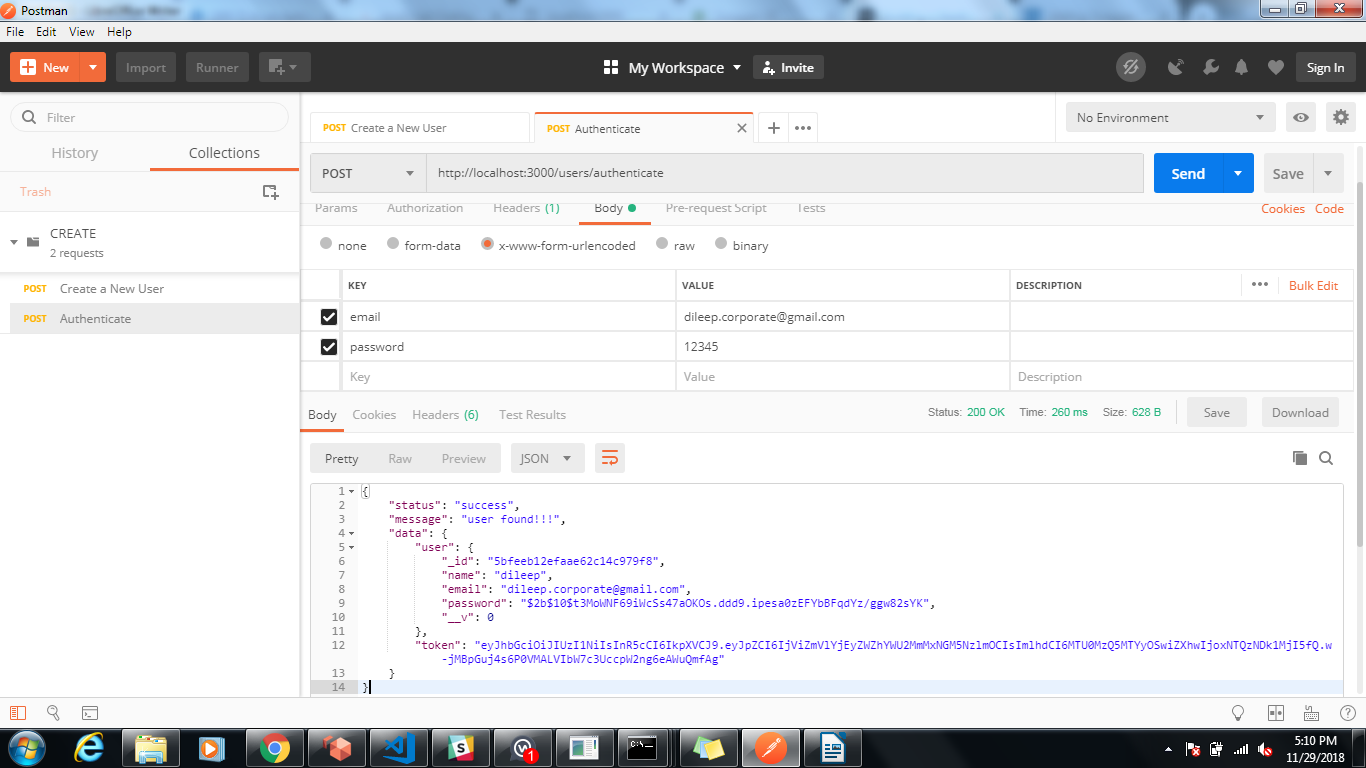 Postman
File Edit View Help
New Import Runner My Workspace Invite Sign In
Filter
History Collections
Trash
CREATE
2 requests
POST Create a New User
POST Authenticate
POST Create a New User POST Authenticate No Environment
POST http://localhost:3000/users/authenticate Send Save
Params Authorization Headers (1) Body Pre-request Script Tests Cookies Code
none form-data x-www-form-urlencoded raw binary
KEY VALUE DESCRIPTION Bulk Edit
email dileep.corporate@gmail.com
password 12345
Key Value Description
Body Cookies Headers (6) Test Results Status: 200 OK Time: 260 ms Size: 628 B Save Download
Pretty Raw Preview JSON
1 {
2 "status": "success",
3 "message": "user found!!!",
4 "data": {
5 "user": {
6 "_id": "5bfeeb12efaae62c14c979f8",
7 "name": "dileep",
8 "email": "dileep.corporate@gmail.com",
9 "password": "$2b$10$t3MoWNF69iWcSs47aOKOs.ddd9.ipesa0zEFYbBFqdYz/ggw82sYK",
10 "__v": 0
11 },
12 "token": "eyJhbGciOiJIUzI1NiIsInR5cCI6IkpXVCJ9.eyJpZCI6IjViZmVlYjEyZWZhYWU2MmMxNGM5NzlmOCIsImlhdCI6MTU0MzQ5MTYyOSwiZXhwIjoxNTQzNDk1MjI5fQ.w
-jMBpGuj4s6P0VMALVIbW7c3UccpW2ng6eAWuQmfAg"
13 }
14 }
1
C:\_
5:10 PM
11/29/2018